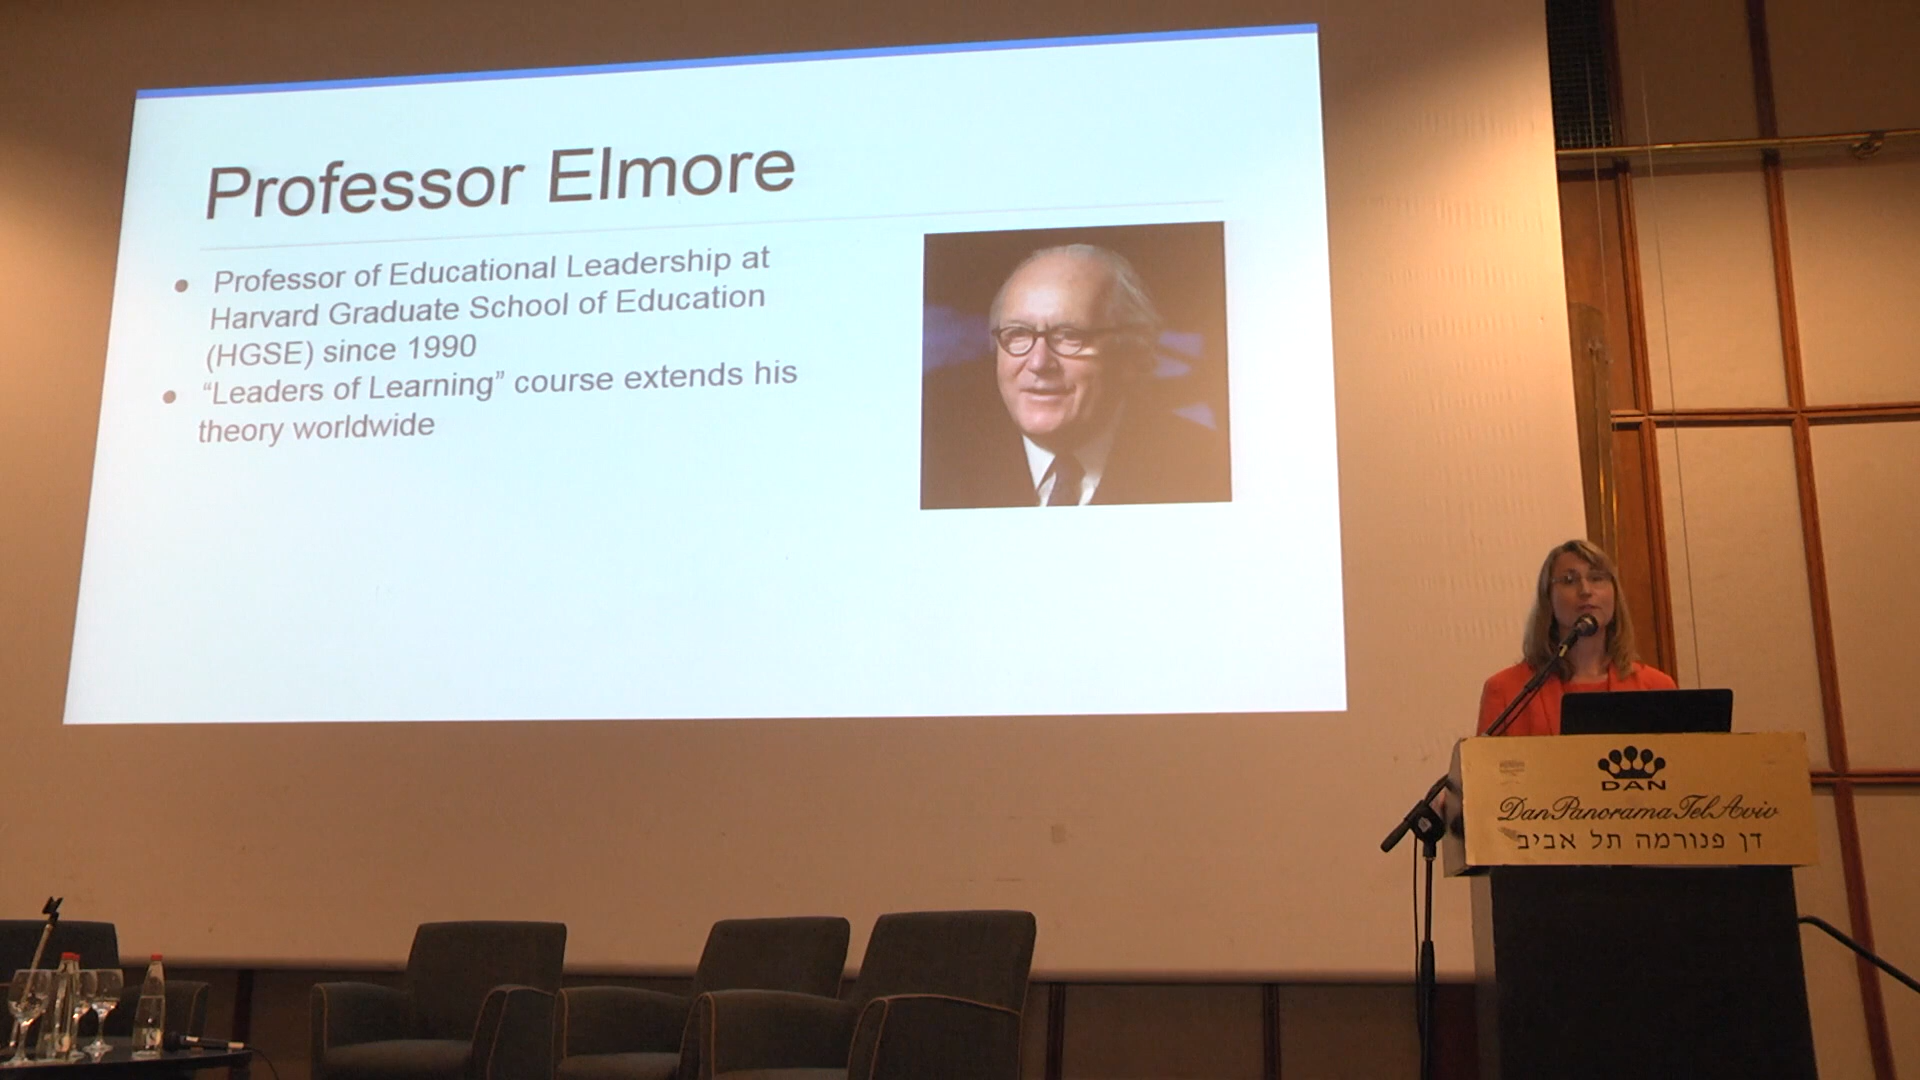 Professor Elmore
• Professor of Educational Leadership at
Harvard Graduate School of Education
(HGSE) since 1990
• “Leaders of Learning” course extends his
theory worldwide
DAN
Dan Panorama Tel Aviv
דן פנורמה תל אביב